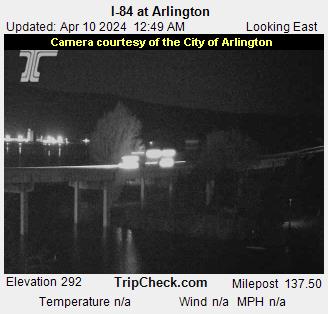 I-84 at Arlington
Updated: Apr 10 2024 12:49 AM Looking East
Camera courtesy of the City of Arlington
Elevation 292 TripCheck.com Milepost 137.50
Temperature n/a Wind n/a MPH n/a